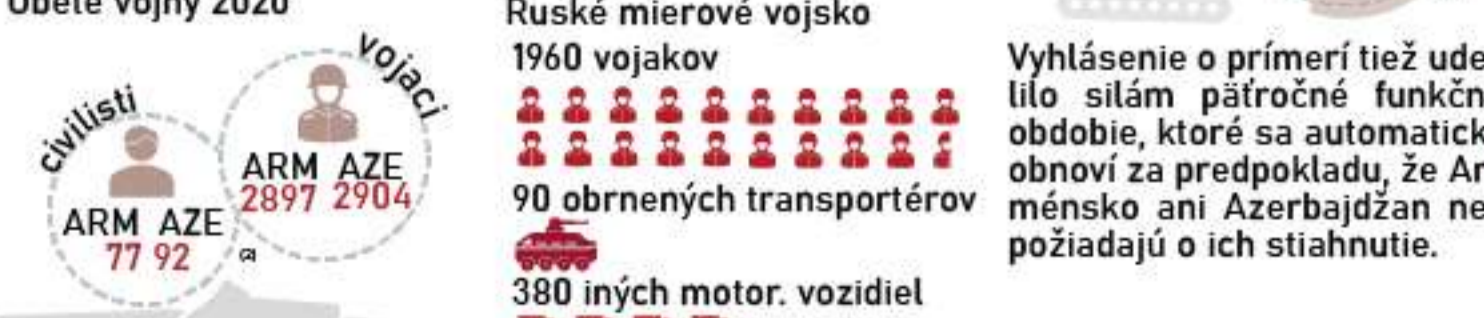 Obete vojny 2020
civilisti
ARM AZE
77 92
vojaci
ARM AZE
2897 2904
(2)
Ruské mierové vojsko
1960 vojakov
90 obrnených transportérov
380 iných motor. vozidiel
Vyhlásenie o prímerí tiež ude
lilo silám päťročné funkčn
obdobie, ktoré sa automatick
obnoví za predpokladu, že Ar
ménsko ani Azerbajdžan ne
požiadajú o ich stiahnutie.